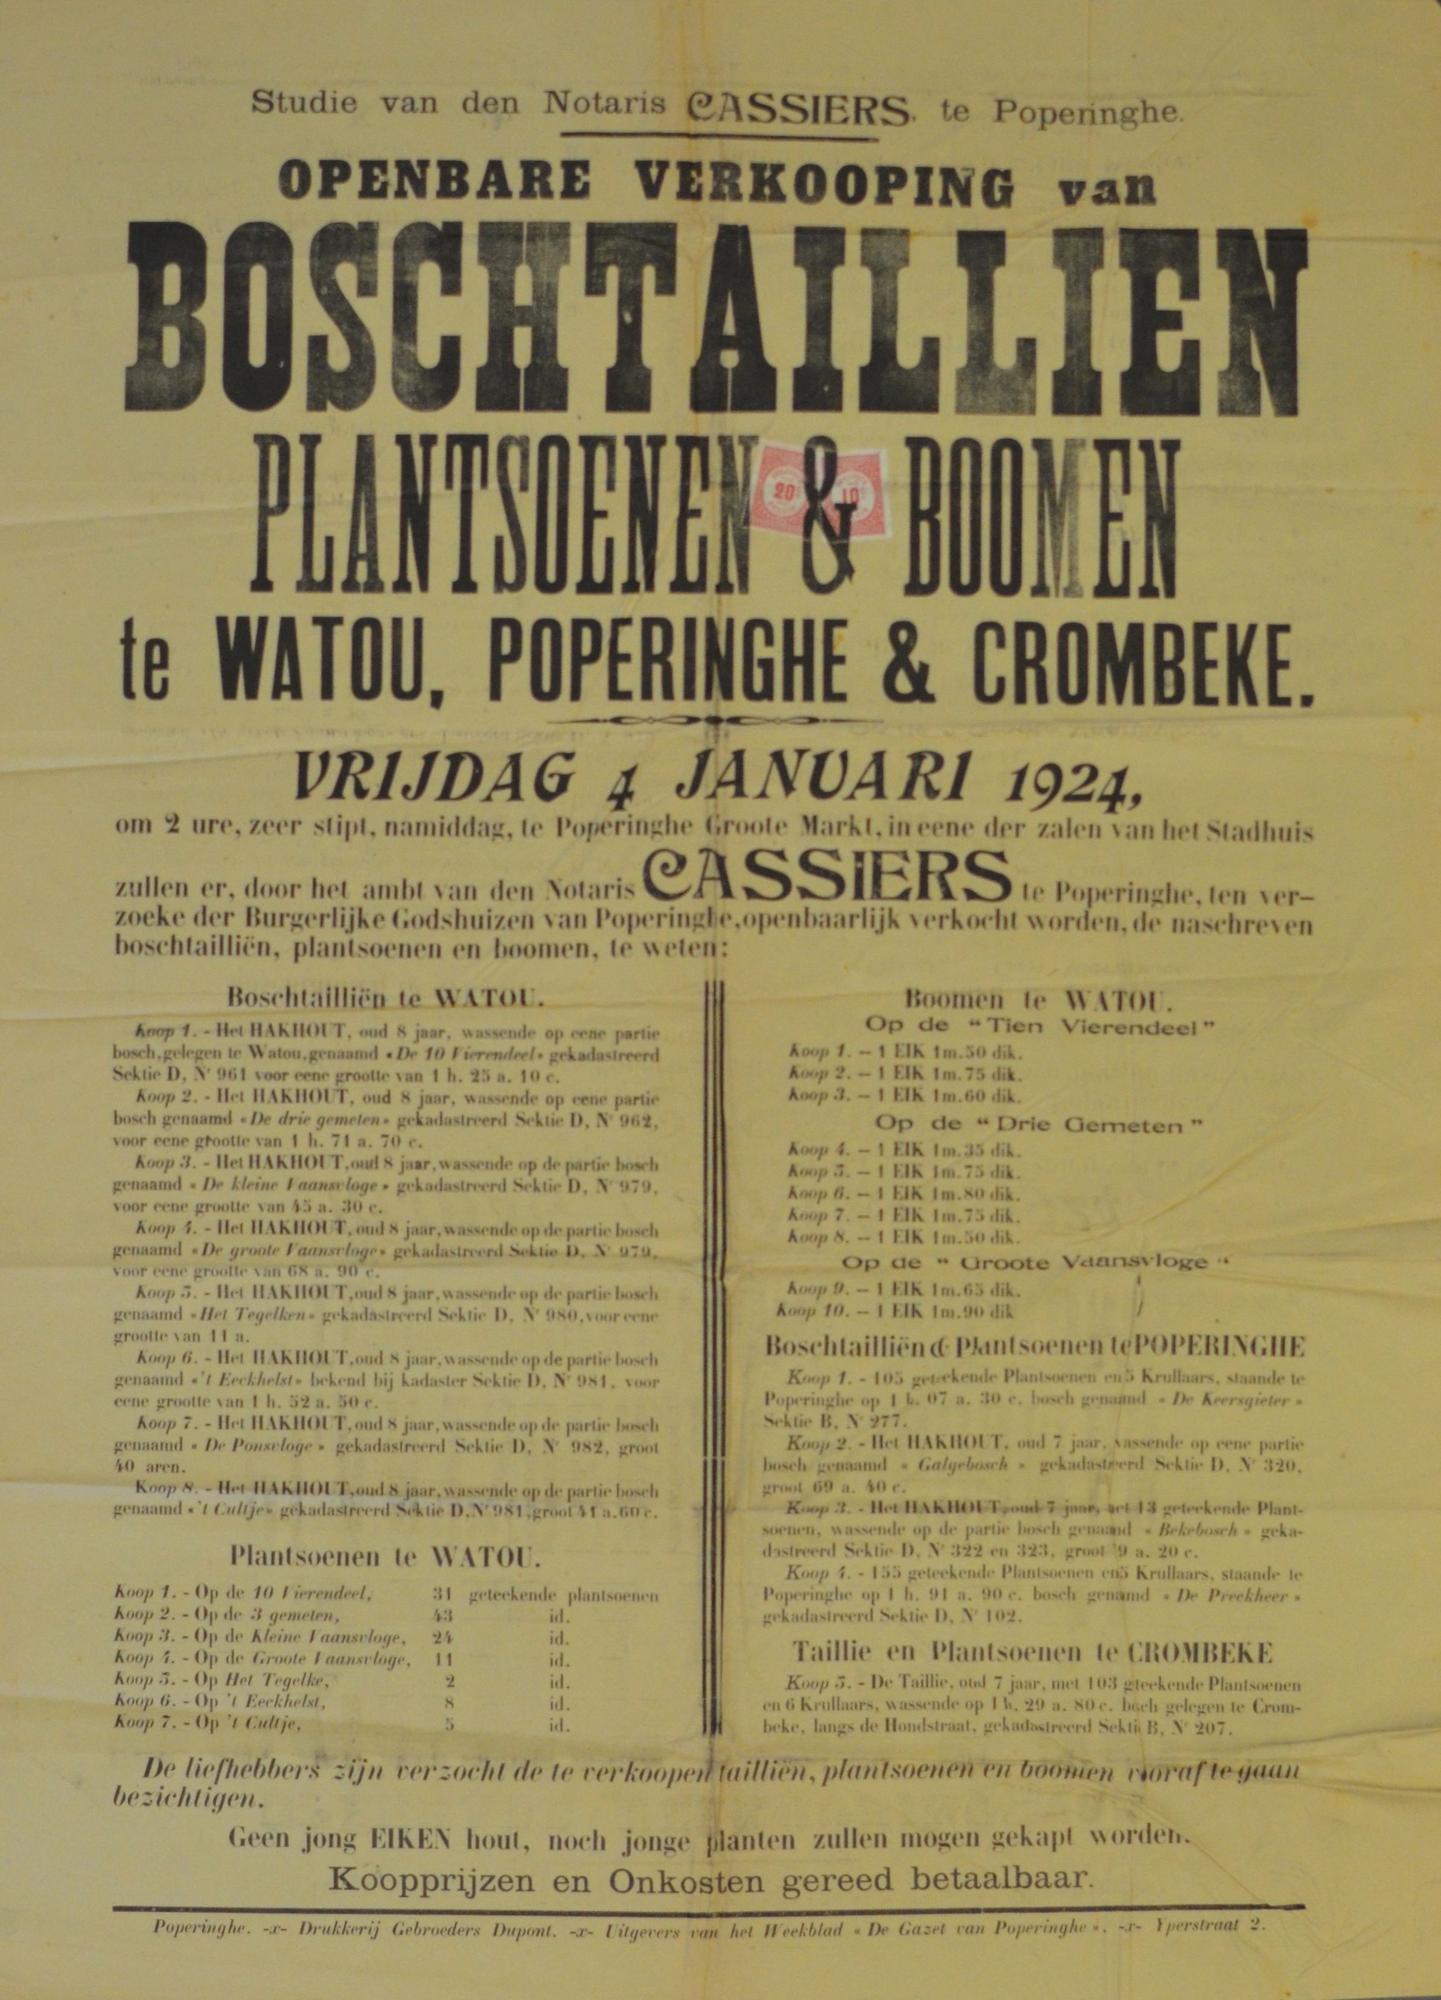 Studie van den Notaris CASSIERS, te Poperinghe.
OPENBARE VERKOOPING van
BOSCHTAILLIEN
PLANTSOENEN & BOOMEN
20 10
te WATOU, POPERINGHE & CROMBEKE.
VRIJDAG 4 JANUARI 1924,
om 2 ure, zeer stipt, namiddag, te Poperinghe Groote Markt, in eene der zalen van het Stadhuis
zullen er, door het ambt van den Notaris CASSIERS te Poperinghe, ten ver-
zoeke der Burgerlijke Godshuizen van Poperinghe, openbaarlijk verkocht worden, de naschreven
boschtailliën, plantsoenen en boomen, te weten:
Boschtailliën te WATOU.
Koop 1. - Het HAKHOUT, oud 8 jaar, wassende op eene partie
bosch, gelegen te Watou, genaamd «De 10 Vierendeel» gekadastreerd
Sektie D, Nr 961 voor eene grootte van 1 h. 25 a. 10 c.
Koop 2. - Het HAKHOUT, oud 8 jaar, wassende op eene partie
bosch genaamd «De drie gemeten» gekadastreerd Sektie D, Nr 962,
voor eene grootte van 1 h. 71 a. 70 c.
Koop 3. - Het HAKHOUT, oud 8 jaar, wassende op de partie bosch
genaamd « De kleine Vaansvloge » gekadastreerd Sektie D, Nr 979,
voor eene grootte van 45 a. 30 c.
Koop 4. - Het HAKHOUT, oud 8 jaar, wassende op de partie bosch
genaamd «De groote Vaansvloge» gekadastreerd Sektie D, Nr 979,
voor eene grootte van 68 a. 90 c.
Koop 5. - Het HAKHOUT, oud 8 jaar, wassende op de partie bosch
genaamd «Het Tegelken» gekadastreerd Sektie D, Nr 980, voor eene
grootte van 11 a.
Koop 6. - Het HAKHOUT, oud 8 jaar, wassende op de partie bosch
genaamd «'t Eeckhelst» bekend bij kadaster Sektie D, Nr 981, voor
eene grootte van 1 h. 52 a. 50 c.
Koop 7. - Het HAKHOUT, oud 8 jaar, wassende op de partie bosch
genaamd « De Ponsvloge » gekadastreerd Sektie D, Nr 982, groot
40 aren.
Koop 8. - Het HAKHOUT, oud 8 jaar, wassende op de partie bosch
genaamd «'t Cultje» gekadastreerd Sektie D, Nr 981, groot 41 a. 60 c.
Plantsoenen te WATOU.
Koop 1. - Op de 10 Vierendeel, 31 geteekende plantsoenen
Koop 2. - Op de 3 gemeten, 43 id.
Koop 3. - Op de Kleine Vaansvloge, 24 id.
Koop 4. - Op de Groote Vaansvloge, 11 id.
Koop 5. - Op Het Tegelke, 2 id.
Koop 6. - Op 't Eeckhelst, 8 id.
Koop 7. - Op 't Cultje, 5 id.
Boomen te WATOU.
Op de "Tien Vierendeel"
Koop 1. — 1 EIK 1m.50 dik.
Koop 2. — 1 EIK 1m.75 dik.
Koop 3. — 1 EIK 1m.60 dik.
Op de "Drie Gemeten"
Koop 4. — 1 EIK 1m.35 dik.
Koop 5. — 1 EIK 1m.75 dik.
Koop 6. — 1 EIK 1m.80 dik.
Koop 7. — 1 EIK 1m.75 dik.
Koop 8. — 1 EIK 1m.50 dik.
Op de "Groote Vaansvloge"
Koop 9. — 1 EIK 1m.65 dik.
Koop 10. — 1 EIK 1m.90 dik
Boschtailliën & Plantsoenen te POPERINGHE
Koop 1. - 105 geteekende Plantsoenen en 5 Krullaars, staande te
Poperinghe op 1 h. 07 a. 30 c. bosch genaamd « De Keersgieter »
Sektie B, Nr 277.
Koop 2. - Het HAKHOUT, oud 7 jaar, wassende op eene partie
bosch genaamd « Galgebosch » gekadastreerd Sektie D, Nr 320,
groot 69 a. 40 c.
Koop 3. - Het HAKHOUT, oud 7 jaar, met 13 geteekende Plant-
soenen, wassende op de partie bosch genaamd « Bekebosch » geka-
dastreerd Sektie D, Nr 322 en 323, groot 9 a. 20 c.
Koop 4. - 155 geteekende Plantsoenen en 5 Krullaars, staande te
Poperinghe op 1 h. 91 a. 90 c. bosch genaamd « De Preekheer »
gekadastreerd Sektie D, Nr 102.
Taillie en Plantsoenen te CROMBEKE
Koop 5. - De Taillie, oud 7 jaar, met 103 gteekende Plantsoenen
en 6 Krullaars, wassende op 1 h. 29 a. 80 c. bosch gelegen te Crom-
beke, langs de Hondstraat, gekadastreerd Sektie B, Nr 207.
De liefhebbers zijn verzocht de te verkoopen tailliën, plantsoenen en boomen vooraf te gaan
bezichtigen.
Geen jong EIKEN hout, noch jonge planten zullen mogen gekapt worden.
Koopprijzen en Onkosten gereed betaalbaar.
Poperinghe. -x- Drukkerij Gebroeders Dupont. -x- Uitgevers van het Weekblad « De Gazet van Poperinghe ». -x- Yperstraat 2.